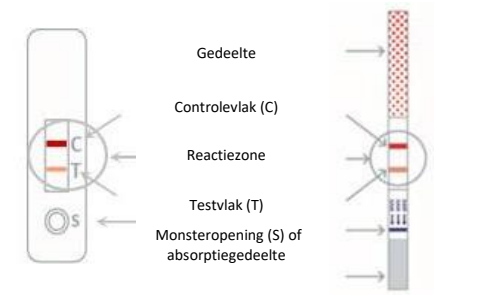 Gedeelte
Controlevlak (C)
C
Reactiezone
T
Testvlak (T)
S
Monsteropening (S) of
absorptiegedeelte